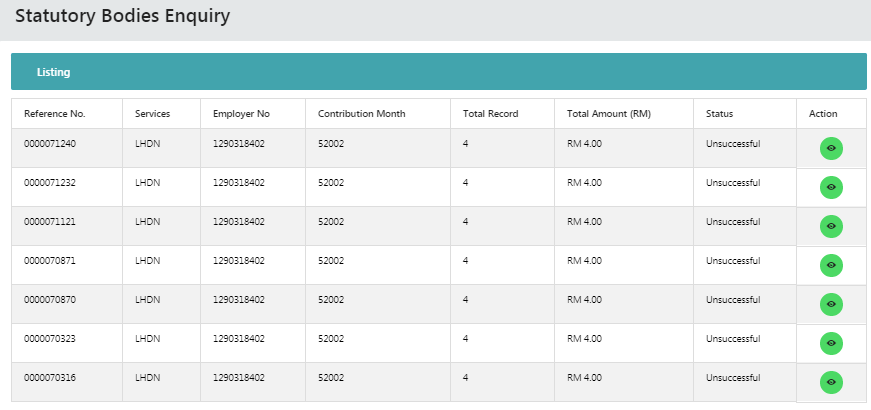 Statutory Bodies Enquiry
Listing
Reference No. Services Employer No Contribution Month Total Record Total Amount (RM) Status Action
0000071240 LHDN 1290318402 52002 4 RM 4.00 Unsuccessful
0000071232 LHDN 1290318402 52002 4 RM 4.00 Unsuccessful
0000071121 LHDN 1290318402 52002 4 RM 4.00 Unsuccessful
0000070871 LHDN 1290318402 52002 4 RM 4.00 Unsuccessful
0000070870 LHDN 1290318402 52002 4 RM 4.00 Unsuccessful
0000070323 LHDN 1290318402 52002 4 RM 4.00 Unsuccessful
0000070316 LHDN 1290318402 52002 4 RM 4.00 Unsuccessful